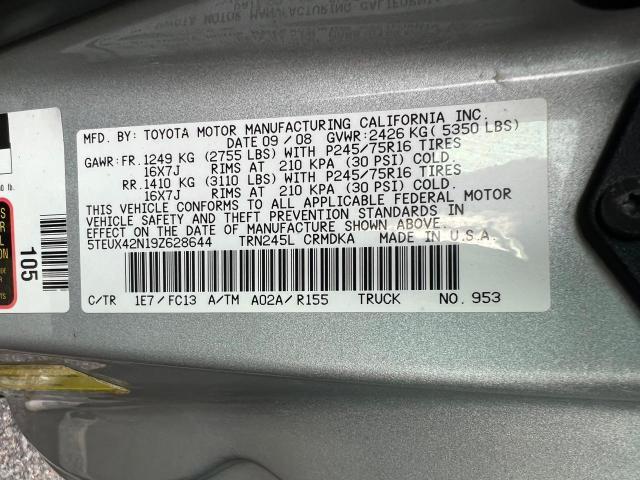 MFD. BY: TOYOTA MOTOR MANUFACTURING CALIFORNIA INC.
DATE 09/08 GVWR:2426 KG( 5350 LBS)
GAWR:FR.1249 KG (2755 LBS) WITH P245/75R16 TIRES
16X7J RIMS AT 210 KPA (30 PSI) COLD.
RR.1410 KG (3110 LBS) WITH P245/75R16 TIRES
16X7J RIMS AT 210 KPA (30 PSI) COLD.
THIS VEHICLE CONFORMS TO ALL APPLICABLE FEDERAL MOTOR
VEHICLE SAFETY AND THEFT PREVENTION STANDARDS IN
EFFECT ON THE DATE OF MANUFACTURE SHOWN ABOVE.
5TEUX42N19Z628644 TRN245L CRMDKA MADE IN U.S.A.
C/TR 1E7/FC13 A/TM A02A/R155 TRUCK NO.953
105